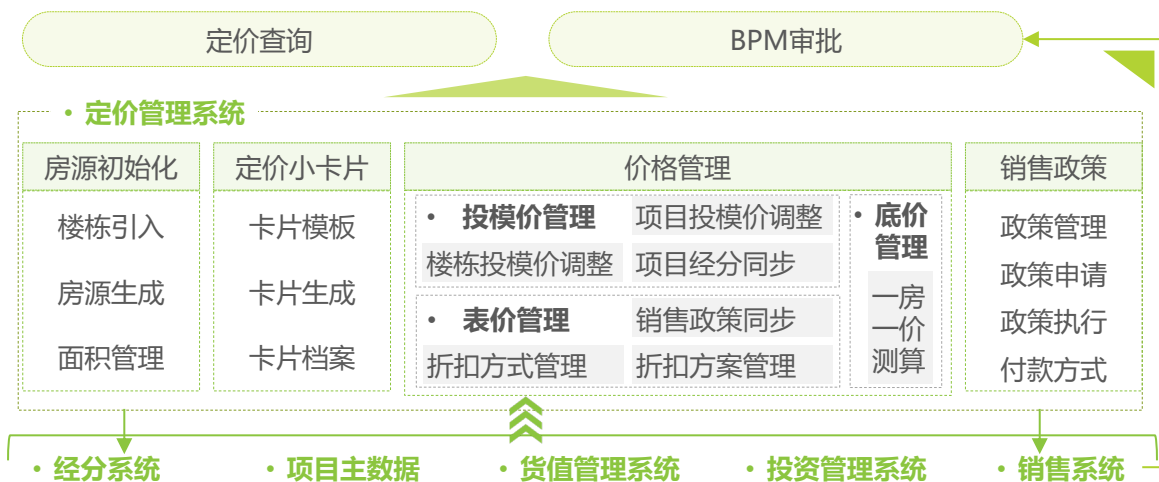 定价查询
BPM审批
• 定价管理系统
房源初始化
楼栋引入
房源生成
面积管理
定价小卡片
卡片模板
卡片生成
卡片档案
价格管理
• 投模价管理
项目投模价调整
楼栋投模价调整
项目经分同步
• 表价管理
销售政策同步
折扣方式管理
折扣方案管理
• 底价
管理
一房
一价
测算
销售政策
政策管理
政策申请
政策执行
付款方式
• 经分系统
• 项目主数据
• 货值管理系统
• 投资管理系统
• 销售系统